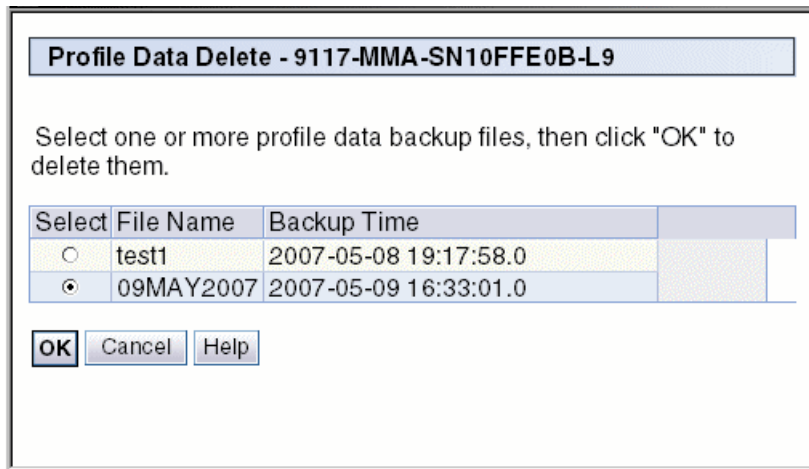 Profile Data Delete - 9117-MMA-SN10FFE0B-L9
Select one or more profile data backup files, then click "OK" to
delete them.
Select File Name Backup Time
test1 2007-05-08 19:17:58.0
09MAY2007 2007-05-09 16:33:01.0
OK Cancel Help